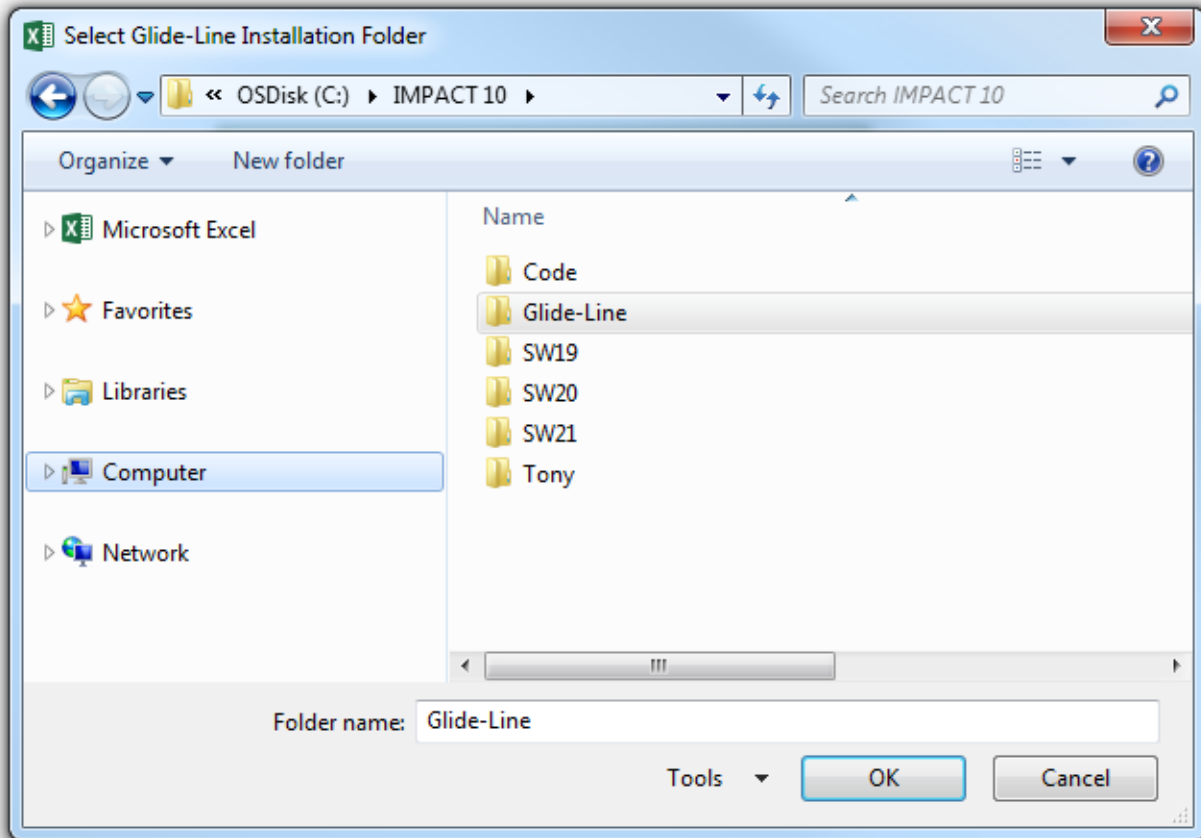 Select Glide-Line Installation Folder
« OSDisk (C:) IMPACT 10
Search IMPACT 10
Organize
New folder
Microsoft Excel
Favorites
Libraries
Computer
Network
Name
Code
Glide-Line
SW19
SW20
SW21
Tony
Folder name: Glide-Line
Tools
OK
Cancel